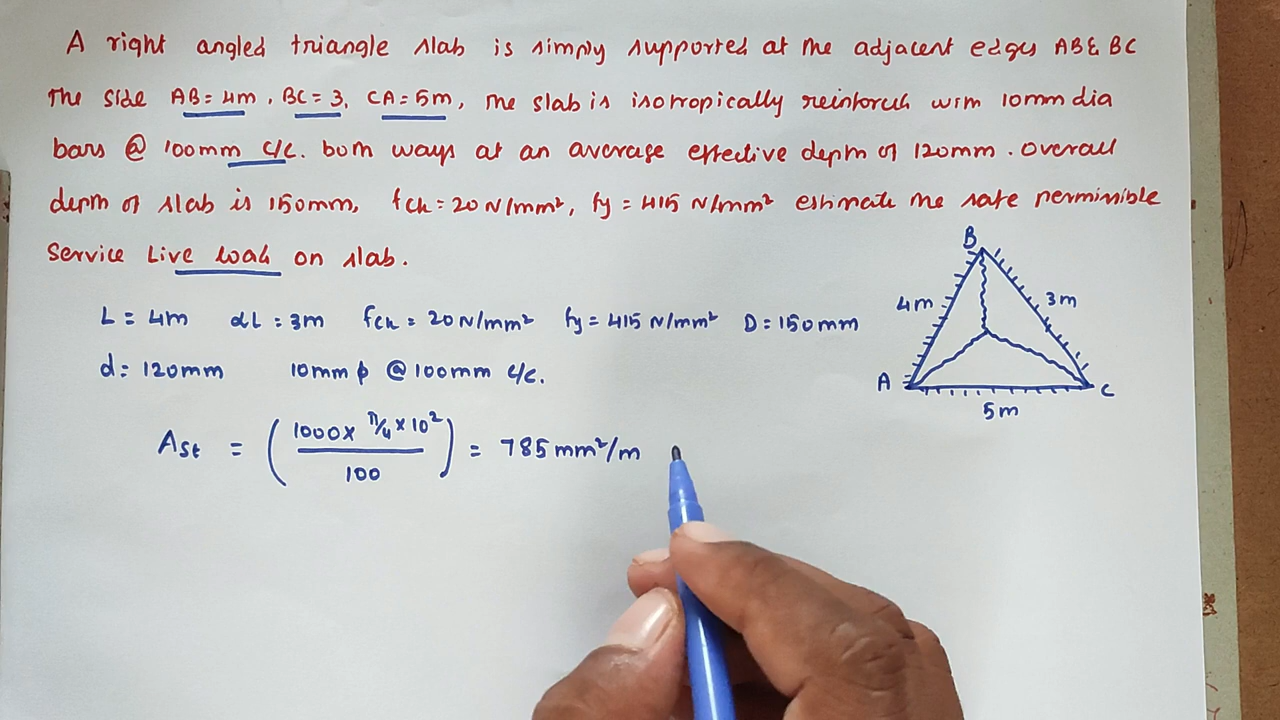 A right angled triangle slab is simply supported at the adjacent edges AB & BC
The side AB = 4m, BC = 3, CA = 5m, the slab is isotropically reinforced with 10mm dia
bars @ 100mm c/c. both ways at an average effective depth of 120mm. overall
depth of slab is 150mm, fck = 20 N/mm², fy = 415 N/mm² estimate the safe permissible
service Live load on slab.
L = 4m αL = 3m fck = 20N/mm² fy = 415 N/mm² D = 150mm
d = 120mm 10mm ϕ @ 100mm c/c.
Ast = (1000 × π/4 × 10² / 100) = 785 mm²/m
B
4m 3m
A C
5m